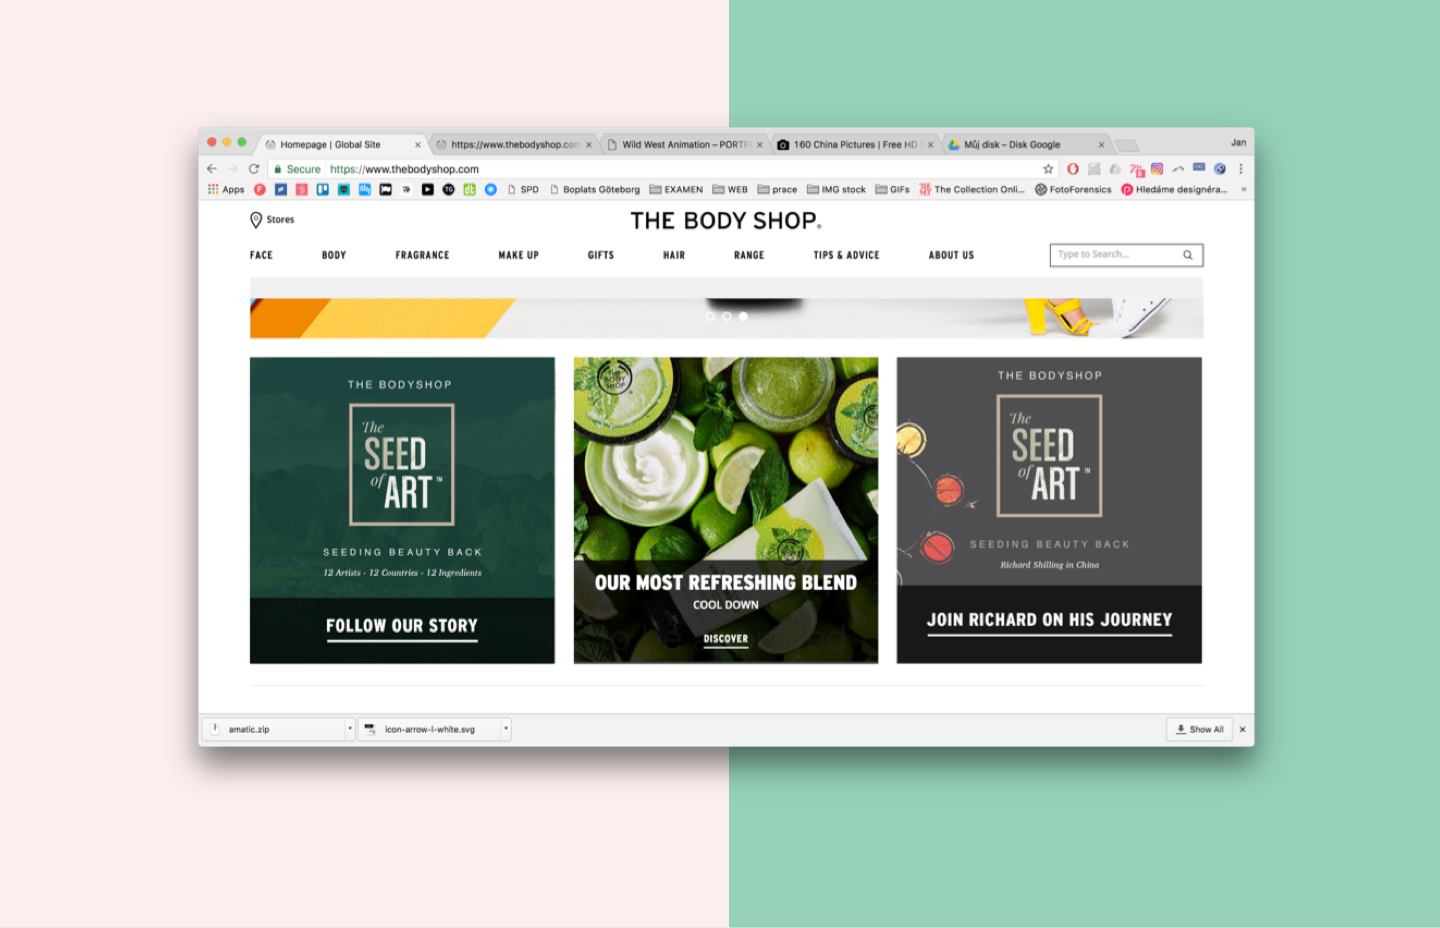 Homepage | Global Site
https://www.thebodyshop.com
Wild West Animation – PORTF
160 China Pictures | Free HD
Můj disk – Disk Google
Jan
Secure
https://www.thebodyshop.com
Apps
SPD
Boplats Göteborg
EXAMEN
WEB
prace
IMG stock
GIFs
The Collection Onli...
FotoForensics
Hledáme designéra...
»
Stores
THE BODY SHOP.
FACE
BODY
FRAGRANCE
MAKE UP
GIFTS
HAIR
RANGE
TIPS & ADVICE
ABOUT US
Type to Search...
THE BODYSHOP
The
SEED
of
ART™
SEEDING BEAUTY BACK
12 Artists - 12 Countries - 12 Ingredients
FOLLOW OUR STORY
THE
BODY
SHOP
OUR MOST REFRESHING BLEND
COOL DOWN
DISCOVER
THE BODYSHOP
The
SEED
of
ART™
SEEDING BEAUTY BACK
Richard Shilling in China
JOIN RICHARD ON HIS JOURNEY
amatic.zip
icon-arrow-l-white.svg
Show All